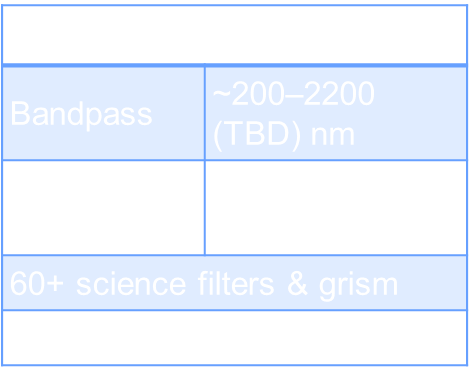 Bandpass
~200–2200
(TBD) nm
60+ science filters & grism